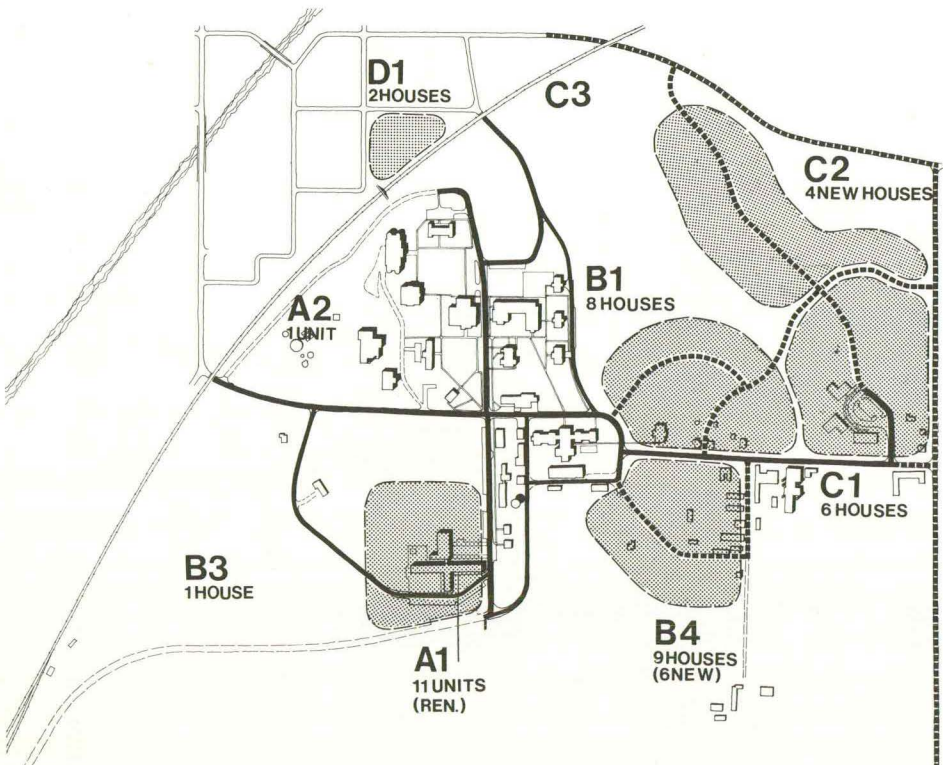 D1
2HOUSES
C3
C2
4NEW HOUSES
B1
8 HOUSES
A2
1UNIT
C1
6 HOUSES
B3
1HOUSE
B4
9HOUSES
(6NEW)
A1
11UNITS
(REN.)